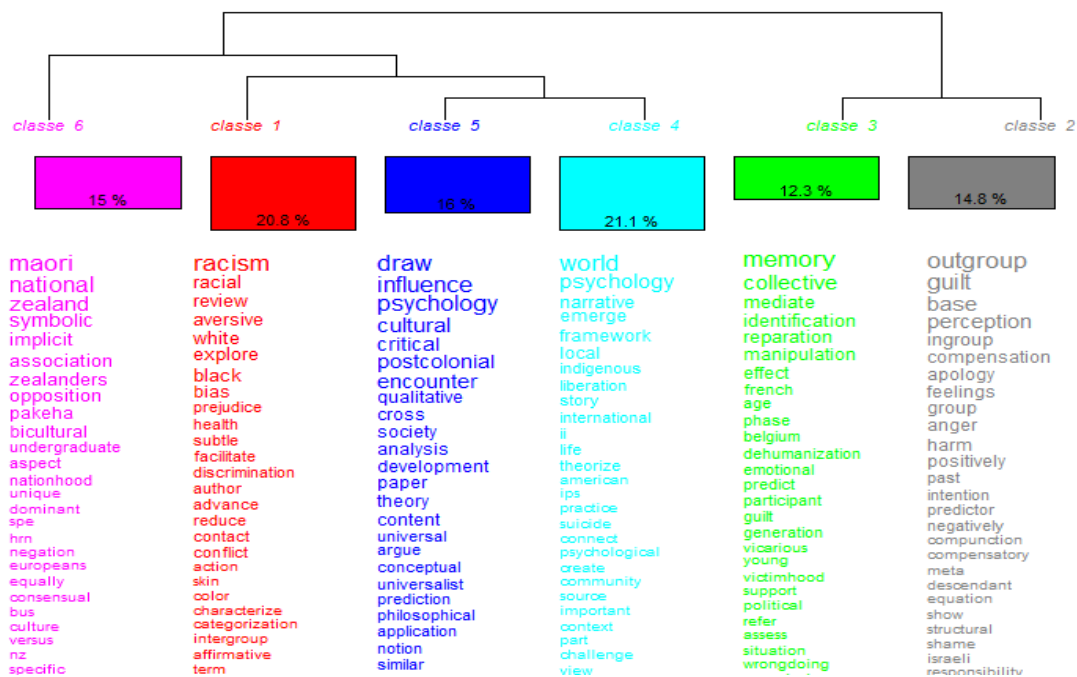 classe 6
classe 1
classe 5
classe 4
classe 3
classe 2
15 %
20.8 %
16 %
21.1 %
12.3 %
14.8 %
maori
national
zealand
symbolic
implicit
association
zealanders
opposition
pakeha
bicultural
undergraduate
aspect
nationhood
unique
dominant
spe
hrn
negation
europeans
equally
consensual
bus
culture
versus
nz
specific
racism
racial
review
aversive
white
explore
black
bias
prejudice
health
subtle
facilitate
discrimination
author
advance
reduce
contact
conflict
action
skin
color
characterize
categorization
intergroup
affirmative
term
draw
influence
psychology
cultural
critical
postcolonial
encounter
qualitative
cross
society
analysis
development
paper
theory
content
universal
argue
conceptual
universalist
prediction
philosophical
application
notion
similar
world
psychology
narrative
emerge
framework
local
indigenous
liberation
story
international
ii
life
theorize
american
ips
practice
suicide
connect
psychological
create
community
source
important
context
part
challenge
view
memory
collective
mediate
identification
reparation
manipulation
effect
french
age
phase
belgium
dehumanization
emotional
predict
participant
guilt
generation
vicarious
young
victimhood
support
political
refer
assess
situation
wrongdoing
outgroup
guilt
base
perception
ingroup
compensation
apology
feelings
group
anger
harm
positively
past
intention
predictor
negatively
compunction
compensatory
meta
descendant
equation
show
structural
shame
israeli
responsibility